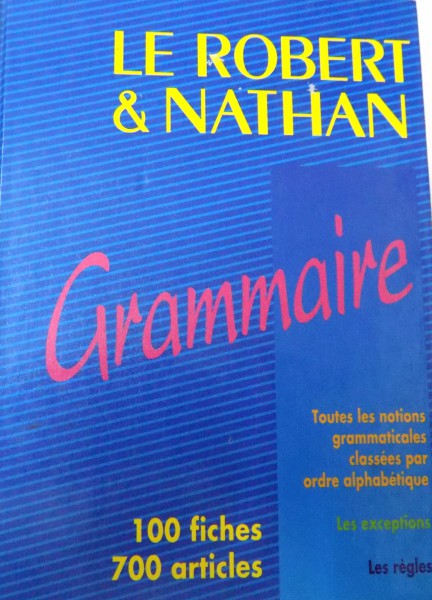 LE ROBERT
& NATHAN
Grammaire
Toutes les notions
grammaticales
classées par
ordre alphabétique
100 fiches
Les exceptions
700 articles
Les règles